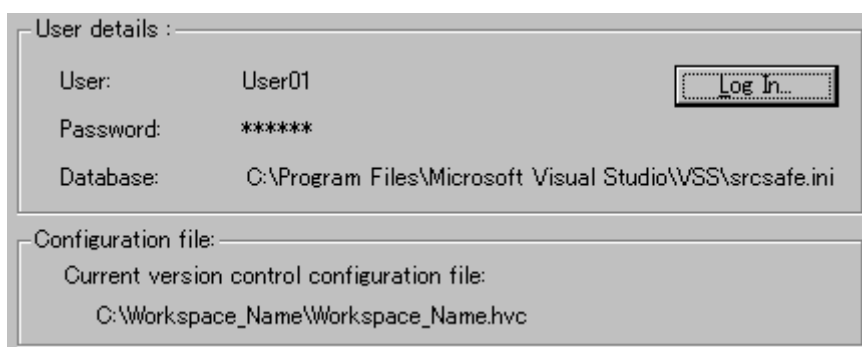 User details :
User: User01 Log In...
Password: ******
Database: C:\Program Files\Microsoft Visual Studio\VSS\srcsafe.ini
Configuration file:
Current version control configuration file:
C:\Workspace_Name\Workspace_Name.hvc